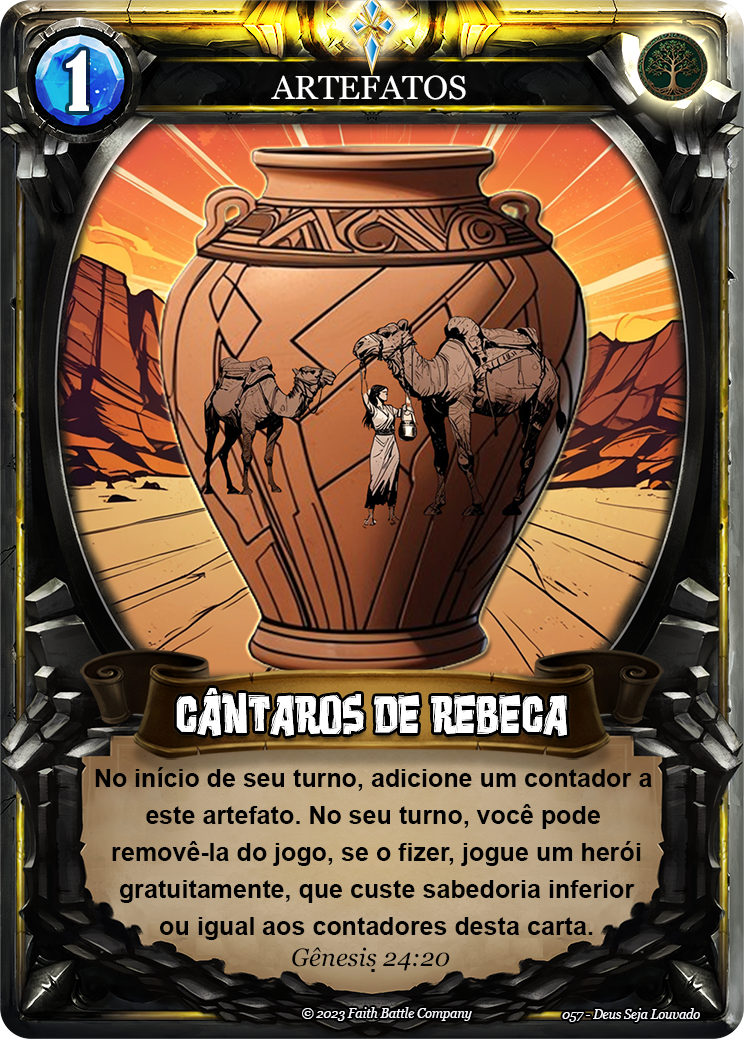 1
ARTEFATOS
CÂNTAROS DE REBECA
No início de seu turno, adicione um contador a
este artefato. No seu turno, você pode
removê-la do jogo, se o fizer, jogue um herói
gratuitamente, que custe sabedoria inferior
ou igual aos contadores desta carta.
Gênesis 24:20
© 2023 Faith Battle Company
057 - Deus Seja Louvado